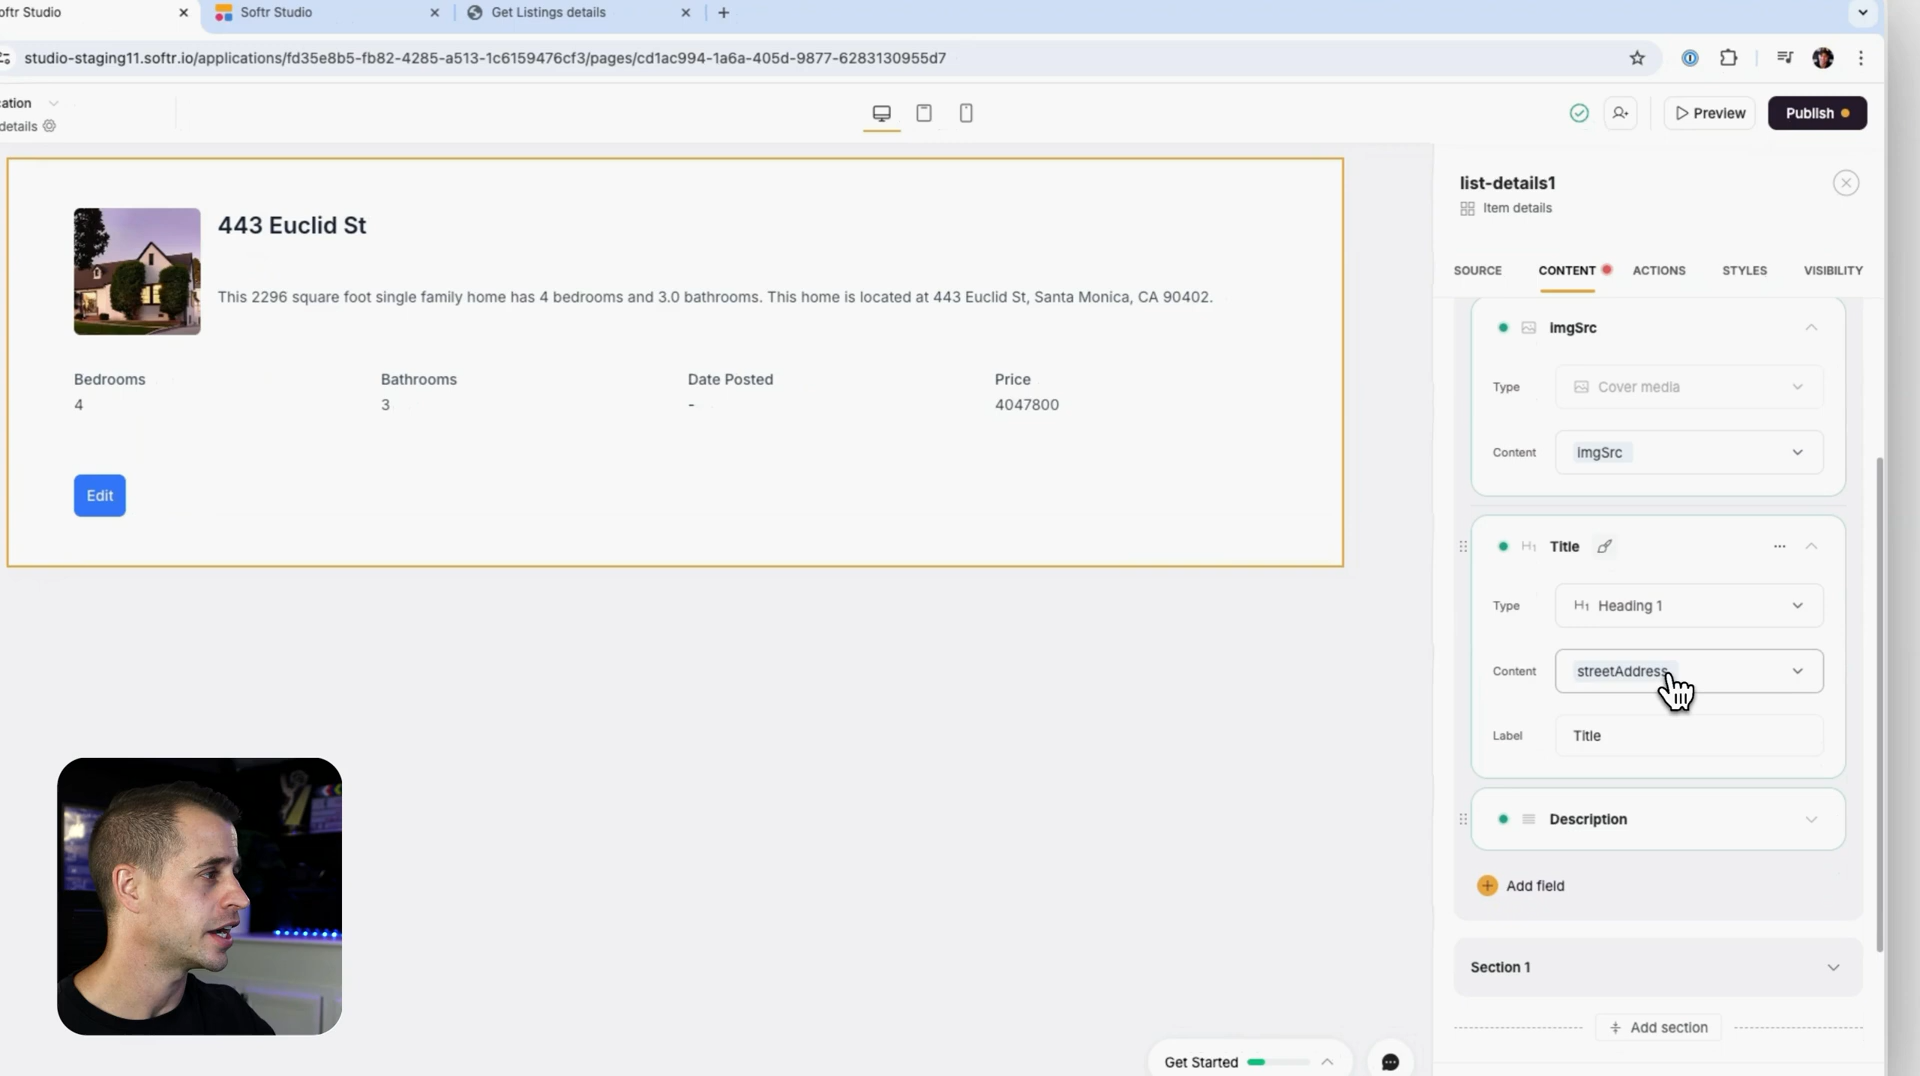 oftr Studio
Softr Studio
Get Listings details
studio-staging11.softr.io/applications/fd35e8b5-fb82-4285-a513-1c6159476cf3/pages/cd1ac994-1a6a-405d-9877-6283130955d7
cation
details
Preview
Publish
443 Euclid St
This 2296 square foot single family home has 4 bedrooms and 3.0 bathrooms. This home is located at 443 Euclid St, Santa Monica, CA 90402.
Bedrooms
4
Bathrooms
3
Date Posted
-
Price
4047800
Edit
list-details1
Item details
SOURCE
CONTENT
ACTIONS
STYLES
VISIBILITY
imgSrc
Type
Cover media
Content
imgSrc
H1
Title
Type
H1 Heading 1
Content
streetAddress
Label
Title
Description
Add field
Section 1
Add section
Get Started